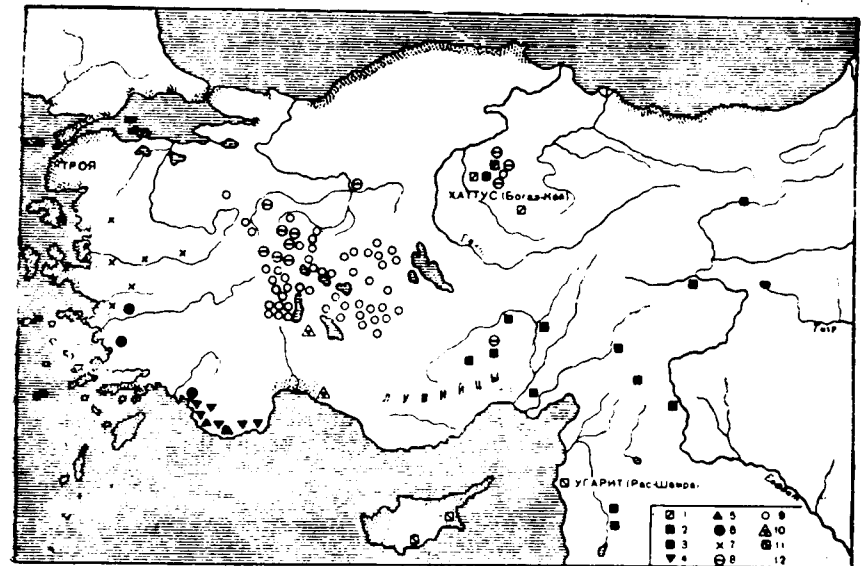 ТРОЯ
ХАТТУС (Богаз-Кой)
ЛУВИЙЦЫ
УГАРИТ (Рас-Шамра
1 5 9
2 6 10
3 7 11
4 8 12